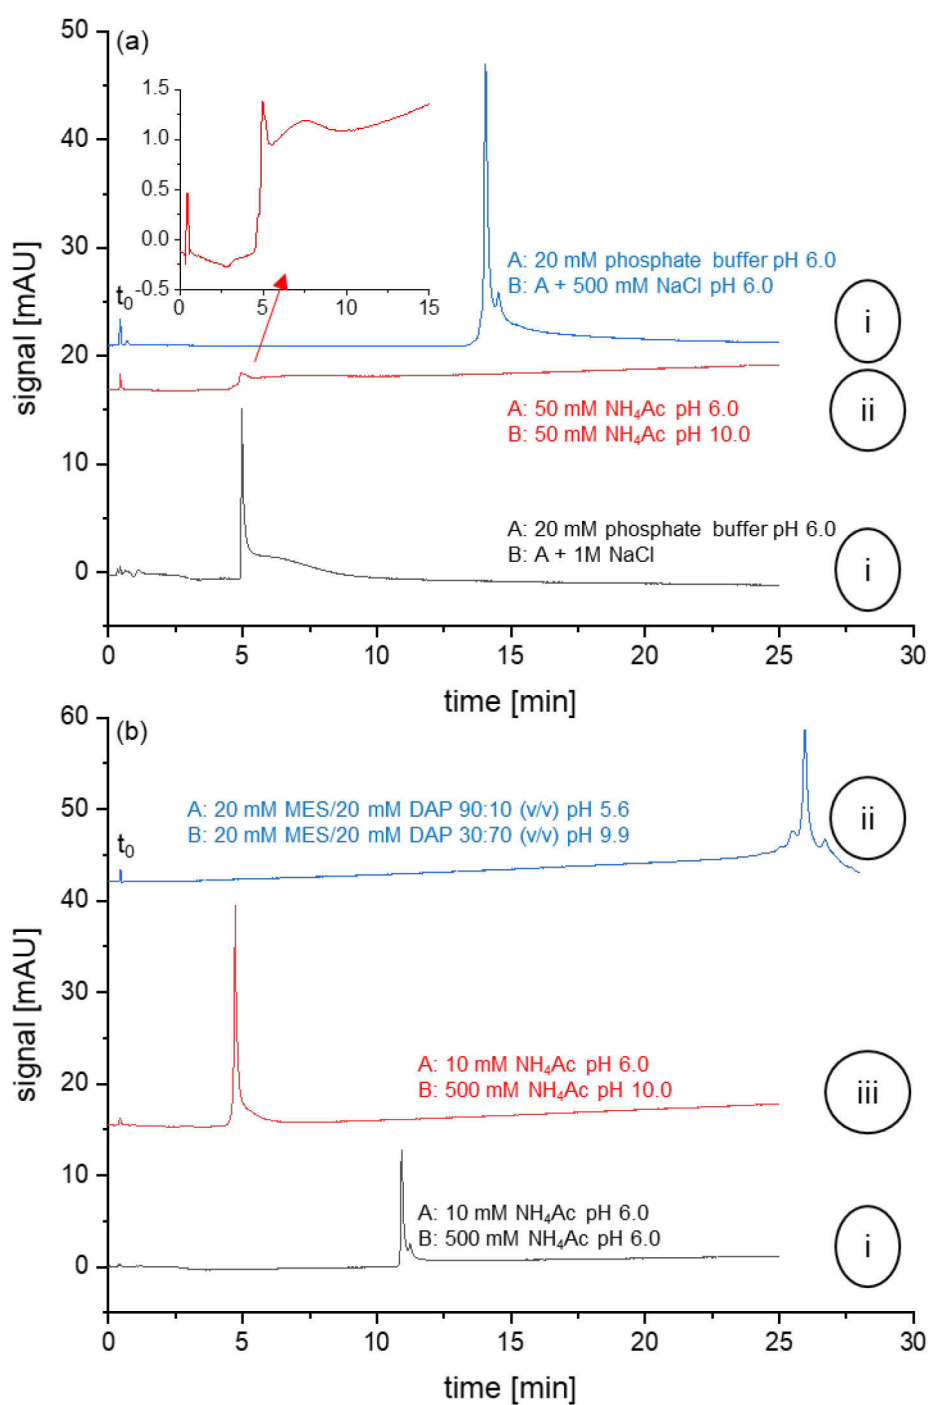 (a)
50
40
30
20
10
0
signal [mAU]
1.5
1.0
0.5
0.0
-0.5
0
5
10
15
t₀
A: 20 mM phosphate buffer pH 6.0
B: A + 500 mM NaCl pH 6.0
i
A: 50 mM NH₄Ac pH 6.0
B: 50 mM NH₄Ac pH 10.0
ii
A: 20 mM phosphate buffer pH 6.0
B: A + 1M NaCl
i
0
5
10
15
20
25
30
time [min]
(b)
60
50
40
30
20
10
0
signal [mAU]
A: 20 mM MES/20 mM DAP 90:10 (v/v) pH 5.6
B: 20 mM MES/20 mM DAP 30:70 (v/v) pH 9.9
ii
t₀
A: 10 mM NH₄Ac pH 6.0
B: 500 mM NH₄Ac pH 10.0
iii
A: 10 mM NH₄Ac pH 6.0
B: 500 mM NH₄Ac pH 6.0
i
0
5
10
15
20
25
30
time [min]